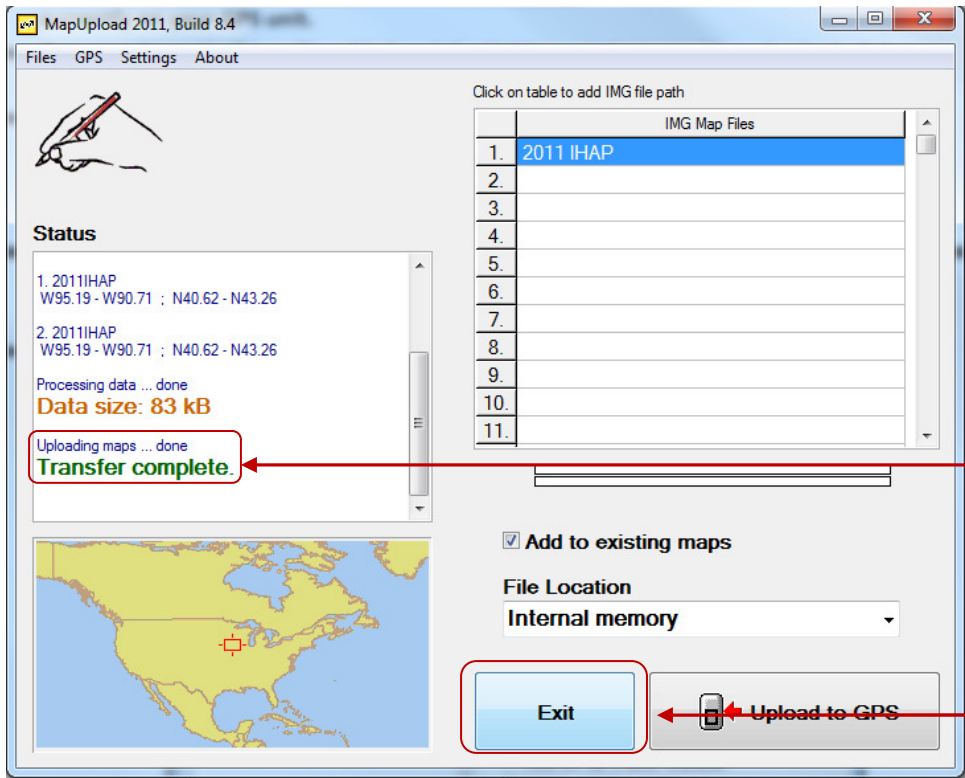 MapUpload 2011, Build 8.4
Files GPS Settings About
Click on table to add IMG file path
IMG Map Files
1. 2011 IHAP
2.
3.
4.
5.
6.
7.
8.
9.
10.
11.
Status
1. 2011IHAP
W95.19 - W90.71 ; N40.62 - N43.26
2. 2011IHAP
W95.19 - W90.71 ; N40.62 - N43.26
Processing data ... done
Data size: 83 kB
Uploading maps ... done
Transfer complete.
Add to existing maps
File Location
Internal memory
Exit
Upload to GPS